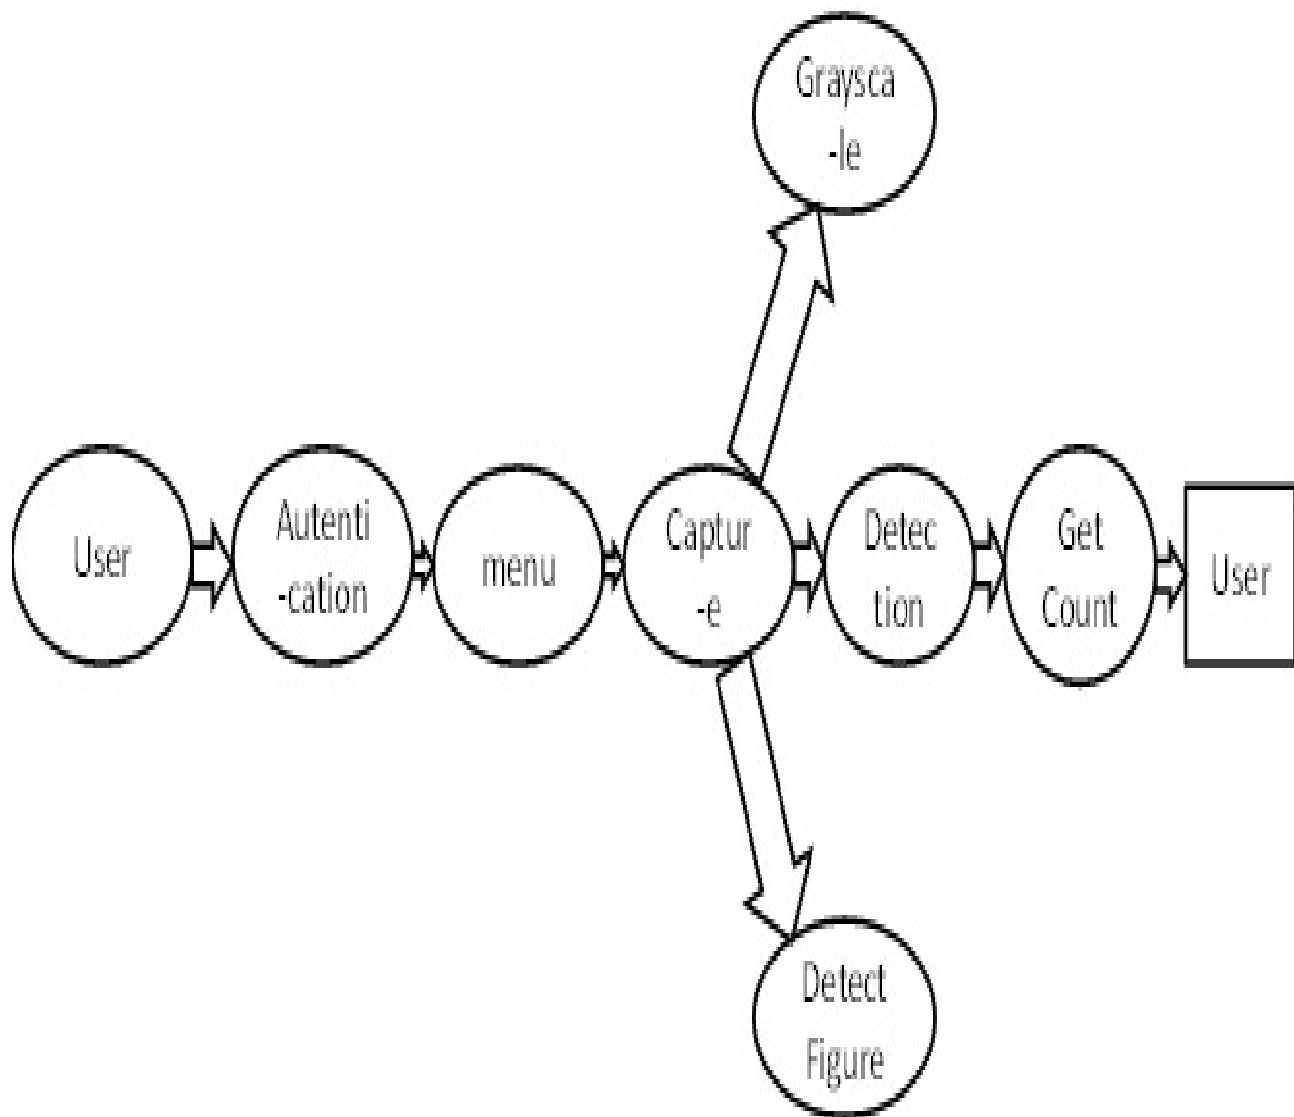 Graysca
-le
User
Autenti
-cation
menu
Captur
-e
Detec
tion
Get
Count
User
Detect
Figure